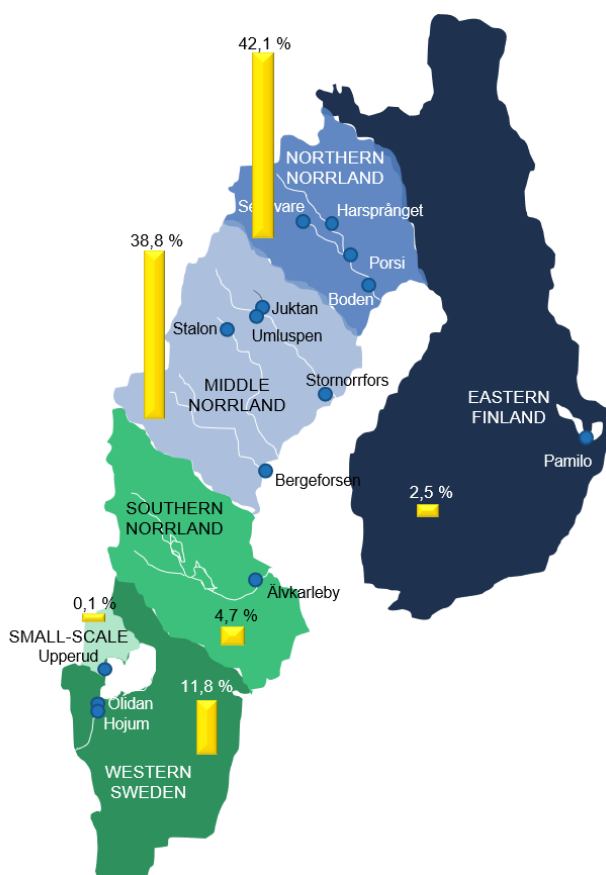 42,1 %
NORTHERN
NORRLAND
Harsprånget
Porsi
Boden
38,8 %
Juktan
Umluspen
Stalon
MIDDLE
NORRLAND
Stornorrfors
Bergeforsen
EASTERN
FINLAND
Pamilo
2,5 %
SOUTHERN
NORRLAND
Älvkarleby
0,1 %
4,7 %
SMALL-SCALE
Upperud
11,8 %
Olidan
Hojum
WESTERN
SWEDEN